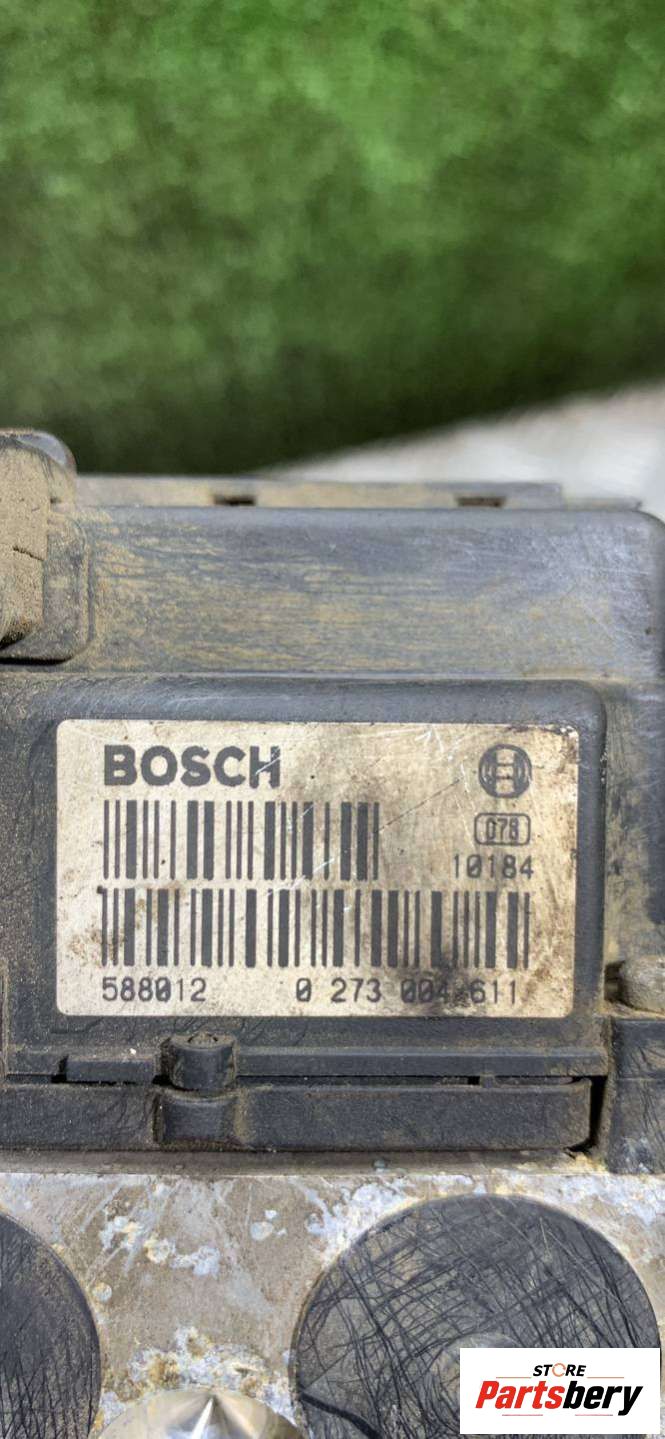 BOSCH
078
10184
588012 0 273 004 611
STORE
Partsbery